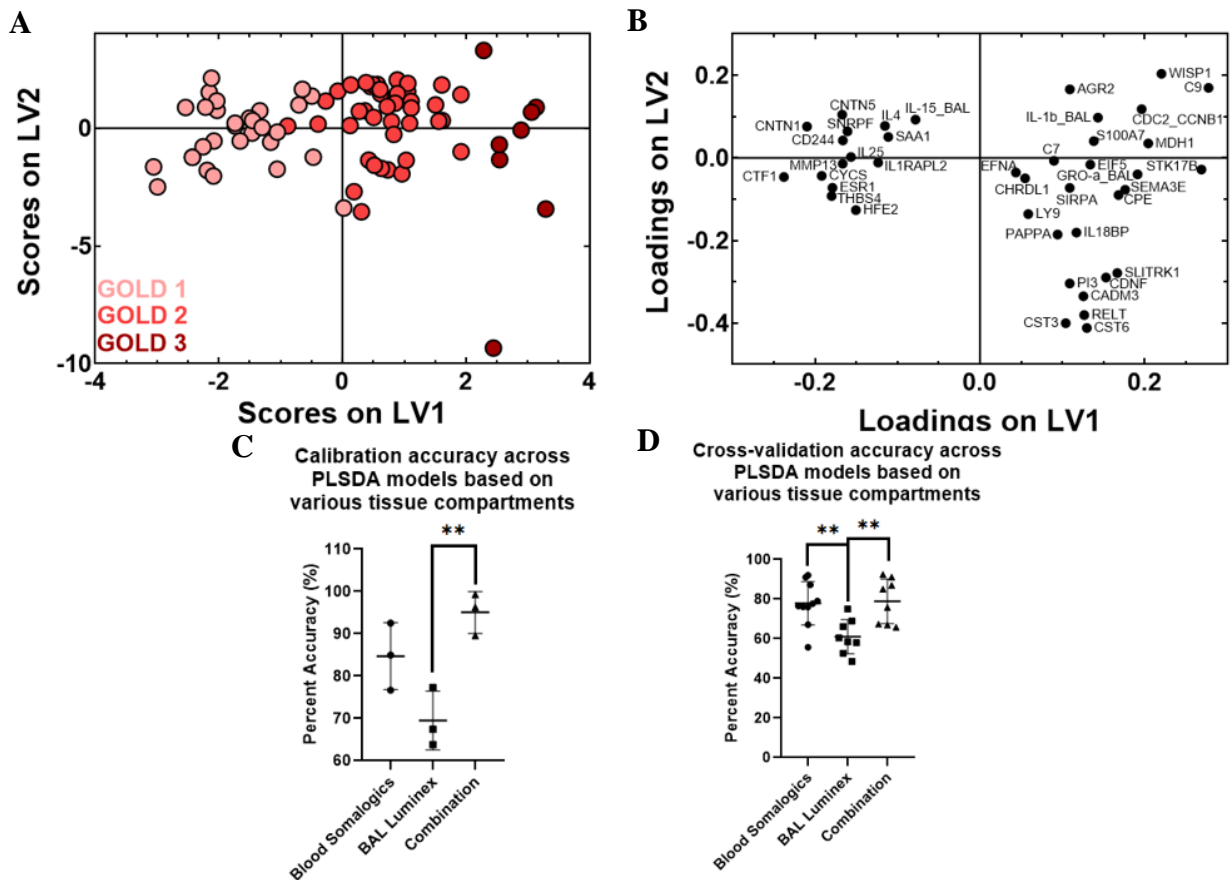 A
Scores on LV2
5
0
-5
-10
GOLD 1
GOLD 2
GOLD 3
-4
-2
0
2
4
Scores on LV1
B
Loadings on LV2
0.2
0.0
-0.2
-0.4
WISP1
C9
AGR2
CNTN5
IL-15_BAL
IL4
IL-1b_BAL
CDC2_CCNB1
CNTN1
SNRPF
SAA1
S100A7
CD244
MDH1
IL25
C7
MMP13
IL1RAPL2
EFNA
EIF5
STK17B
CTF1
CYCS
GRO-a_BAL
CHRDL1
ESR1
SEMA3E
THBS4
SIRPA
CPE
HFE2
LY9
PAPPA
IL18BP
SLITRK1
PI3
CDNF
CADM3
RELT
CST3
CST6
-0.2
0.0
0.2
Loadings on LV1
C
Calibration accuracy across
PLSDA models based on
various tissue compartments
**
Percent Accuracy (%)
110
100
90
80
70
60
Blood Somalogics
BAL Luminex
Combination
D
Cross-validation accuracy across
PLSDA models based on
various tissue compartments
**
**
Percent Accuracy (%)
100
80
60
40
20
0
Blood Somalogics
BAL Luminex
Combination